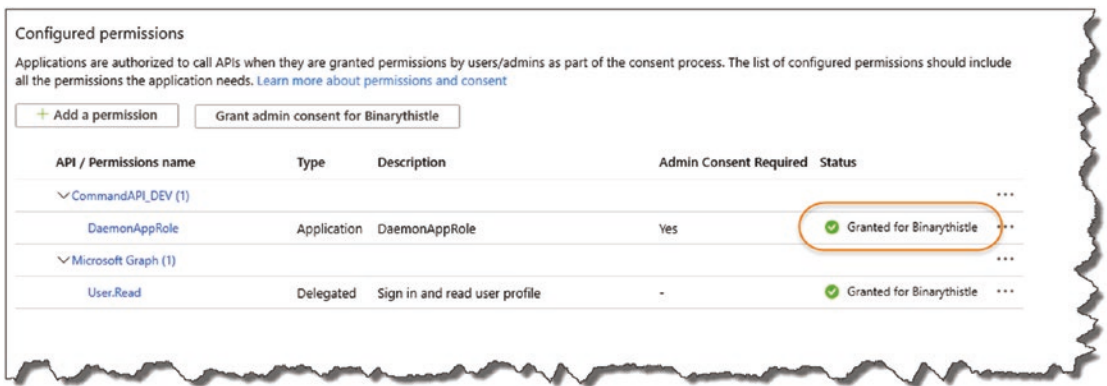 Configured permissions
Applications are authorized to call APIs when they are granted permissions by users/admins as part of the consent process. The list of configured permissions should include
all the permissions the application needs. Learn more about permissions and consent
+ Add a permission Grant admin consent for Binarythistle
API / Permissions name Type Description Admin Consent Required Status
CommandAPI_DEV (1) ...
DaemonAppRole Application DaemonAppRole Yes Granted for Binarythistle ...
Microsoft Graph (1) ...
User.Read Delegated Sign in and read user profile - Granted for Binarythistle ...